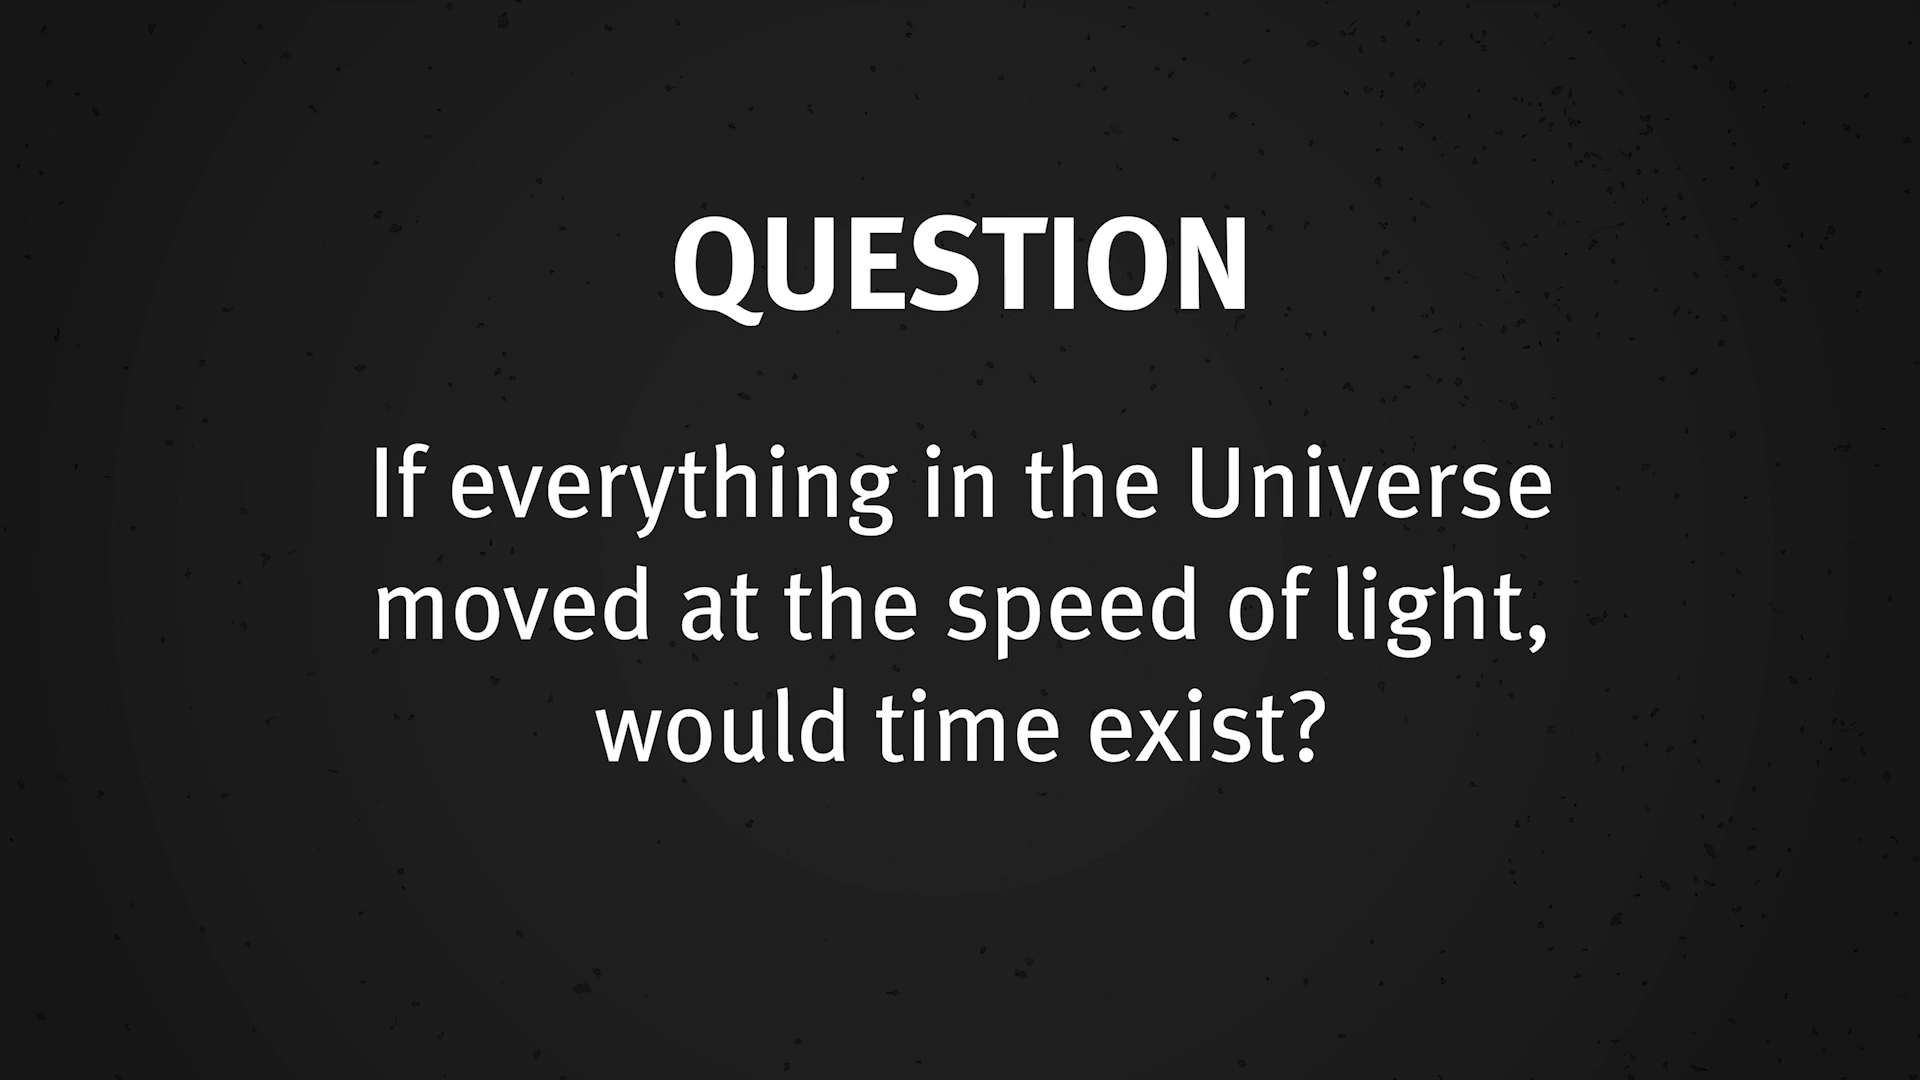 QUESTION
If everything in the Universe
moved at the speed of light,
would time exist?